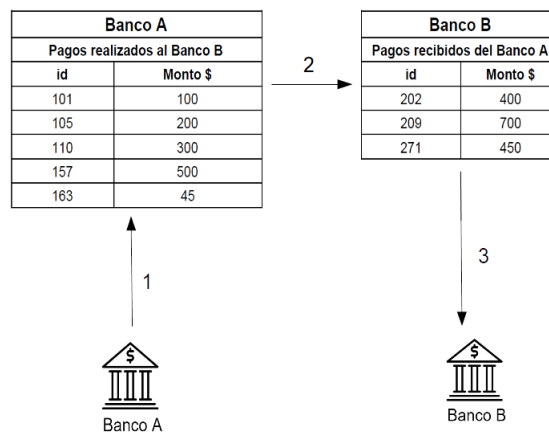 Banco A
Pagos realizados al Banco B
id Monto $
101 100
105 200
110 300
157 500
163 45
2
Banco B
Pagos recibidos del Banco A
id Monto $
202 400
209 700
271 450
1
3
$
Banco A
$
Banco B